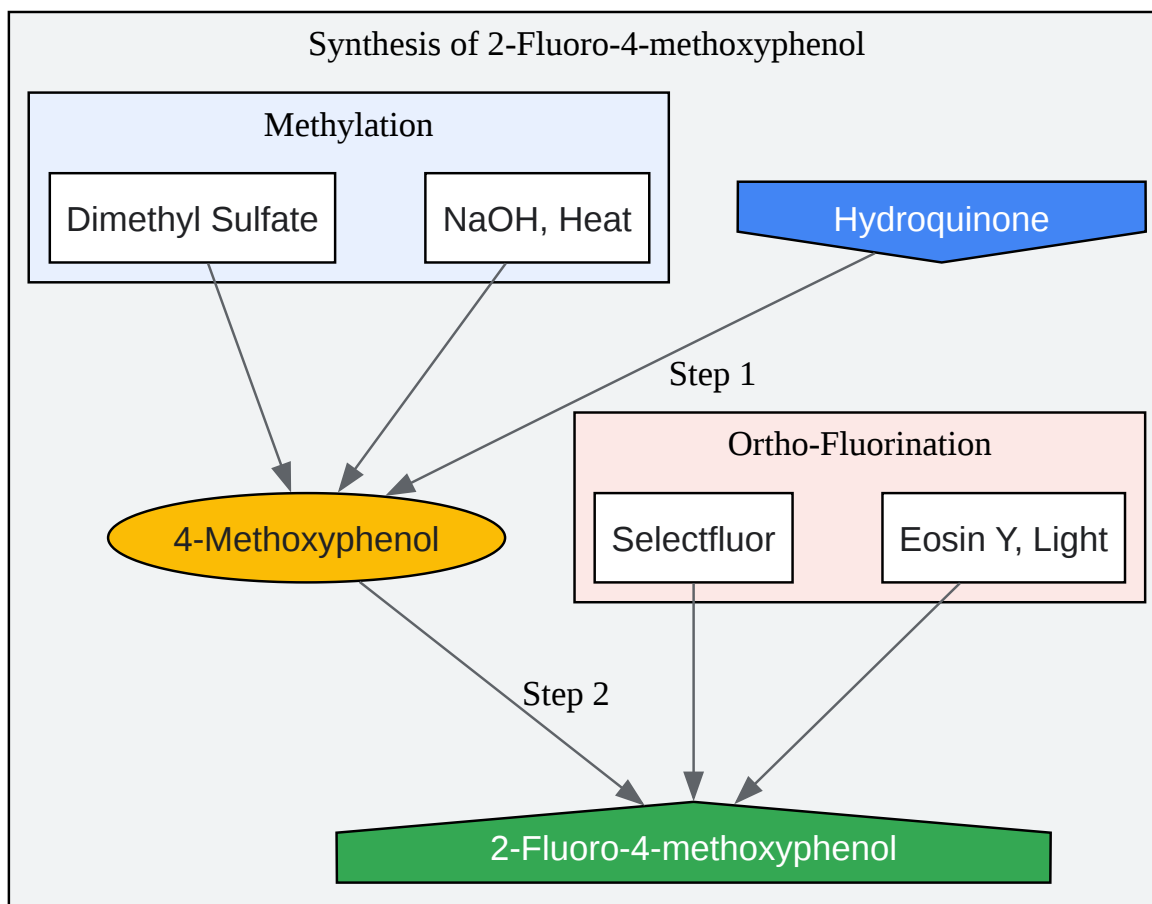 Synthesis of 2-Fluoro-4-methoxyphenol
Methylation
Dimethyl Sulfate
NaOH, Heat
Hydroquinone
Step 1
Ortho-Fluorination
4-Methoxyphenol
Selectfluor
Eosin Y, Light
Step 2
2-Fluoro-4-methoxyphenol